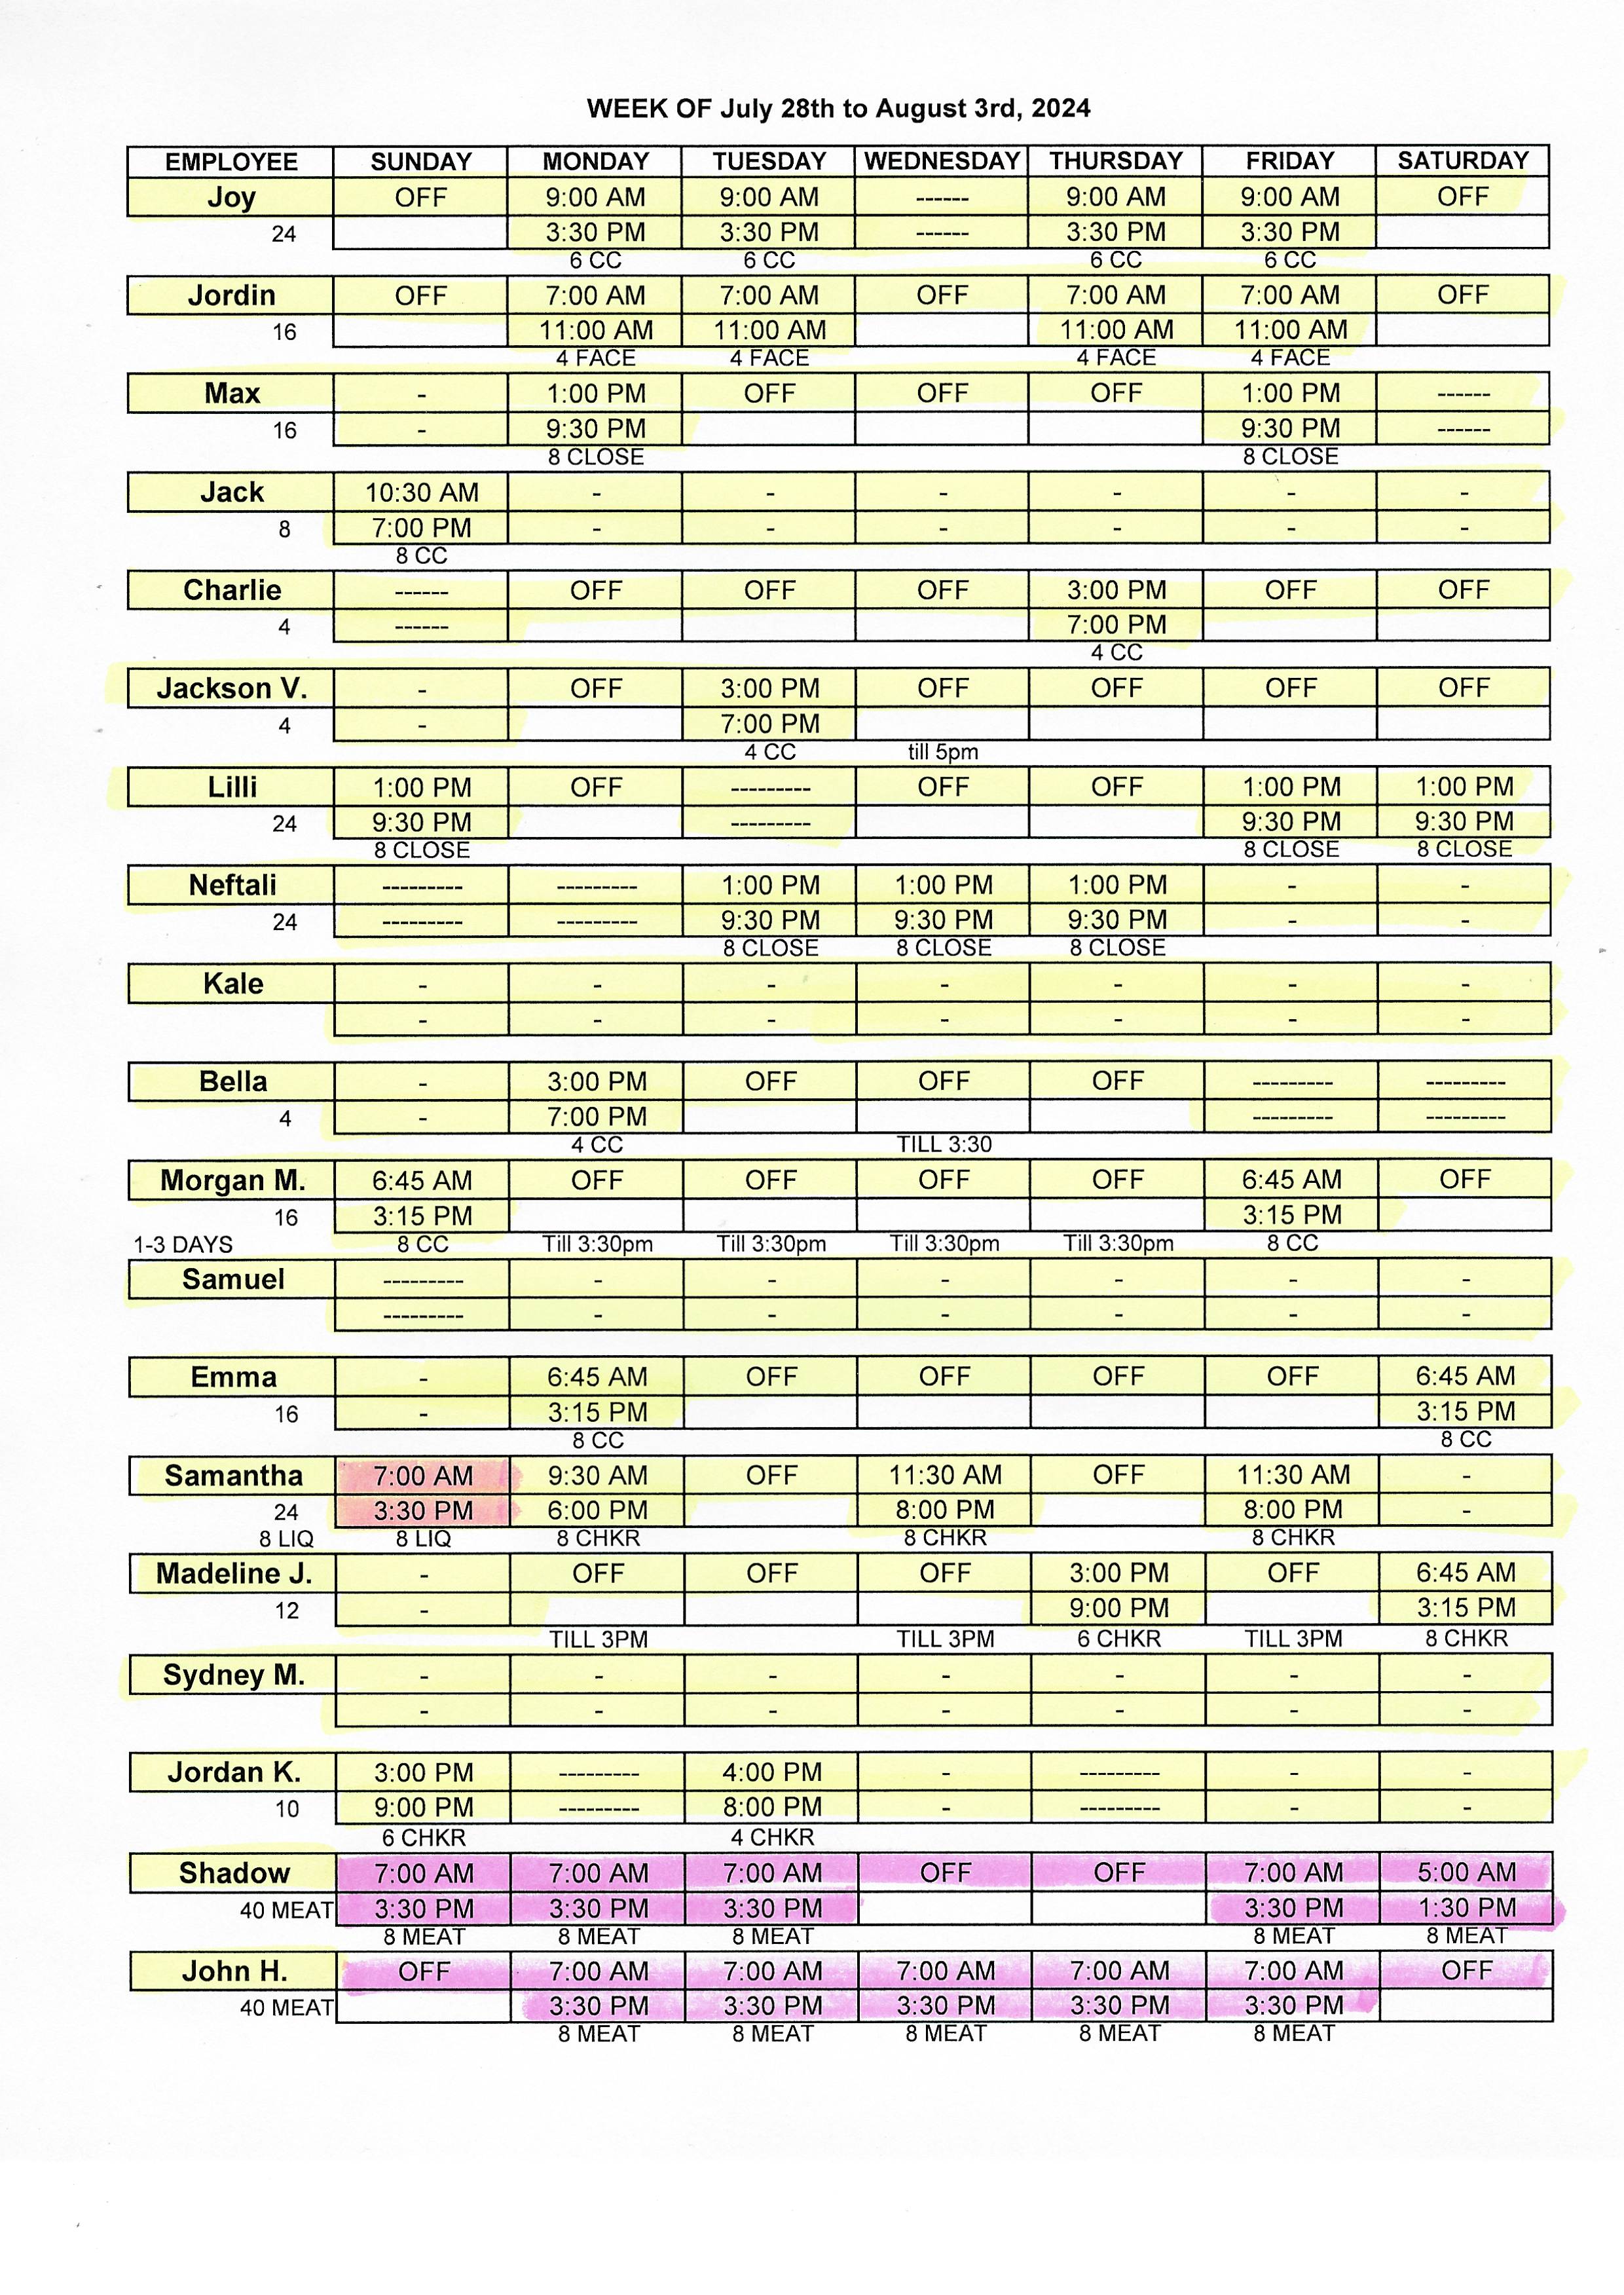 WEEK OF July 28th to August 3rd, 2024
EMPLOYEE SUNDAY MONDAY TUESDAY WEDNESDAY THURSDAY FRIDAY SATURDAY
Joy OFF 9:00 AM 9:00 AM ------ 9:00 AM 9:00 AM OFF
24 3:30 PM 3:30 PM ------ 3:30 PM 3:30 PM
6 CC 6 CC 6 CC 6 CC
Jordin OFF 7:00 AM 7:00 AM OFF 7:00 AM 7:00 AM OFF
16 11:00 AM 11:00 AM 11:00 AM 11:00 AM
4 FACE 4 FACE 4 FACE 4 FACE
Max - 1:00 PM OFF OFF OFF 1:00 PM ------
16 - 9:30 PM 9:30 PM ------
8 CLOSE 8 CLOSE
Jack 10:30 AM - - - - - -
8 7:00 PM - - - - - -
8 CC
Charlie ------ OFF OFF OFF 3:00 PM OFF OFF
4 ------ 7:00 PM
4 CC
Jackson V. - OFF 3:00 PM OFF OFF OFF OFF
4 - 7:00 PM
4 CC till 5pm
Lilli 1:00 PM OFF --------- OFF OFF 1:00 PM 1:00 PM
24 9:30 PM --------- 9:30 PM 9:30 PM
8 CLOSE 8 CLOSE 8 CLOSE
Neftali --------- --------- 1:00 PM 1:00 PM 1:00 PM - -
24 --------- --------- 9:30 PM 9:30 PM 9:30 PM - -
8 CLOSE 8 CLOSE 8 CLOSE
Kale - - - - - - -
- - - - - - -
Bella - 3:00 PM OFF OFF OFF --------- ---------
4 - 7:00 PM --------- ---------
4 CC TILL 3:30
Morgan M. 6:45 AM OFF OFF OFF OFF 6:45 AM OFF
16 3:15 PM 3:15 PM
1-3 DAYS 8 CC Till 3:30pm Till 3:30pm Till 3:30pm Till 3:30pm 8 CC
Samuel --------- - - - - - -
--------- - - - - - -
Emma - 6:45 AM OFF OFF OFF OFF 6:45 AM
16 - 3:15 PM 3:15 PM
8 CC 8 CC
Samantha 7:00 AM 9:30 AM OFF 11:30 AM OFF 11:30 AM -
24 3:30 PM 6:00 PM 8:00 PM 8:00 PM -
8 LIQ 8 LIQ 8 CHKR 8 CHKR 8 CHKR
Madeline J. - OFF OFF OFF 3:00 PM OFF 6:45 AM
12 - 9:00 PM 3:15 PM
TILL 3PM TILL 3PM 6 CHKR TILL 3PM 8 CHKR
Sydney M. - - - - - - -
- - - - - - -
Jordan K. 3:00 PM --------- 4:00 PM - --------- - -
10 9:00 PM --------- 8:00 PM - --------- - -
6 CHKR 4 CHKR
Shadow 7:00 AM 7:00 AM 7:00 AM OFF OFF 7:00 AM 5:00 AM
40 MEAT 3:30 PM 3:30 PM 3:30 PM 3:30 PM 1:30 PM
8 MEAT 8 MEAT 8 MEAT 8 MEAT 8 MEAT
John H. OFF 7:00 AM 7:00 AM 7:00 AM 7:00 AM 7:00 AM OFF
40 MEAT 3:30 PM 3:30 PM 3:30 PM 3:30 PM 3:30 PM
8 MEAT 8 MEAT 8 MEAT 8 MEAT 8 MEAT